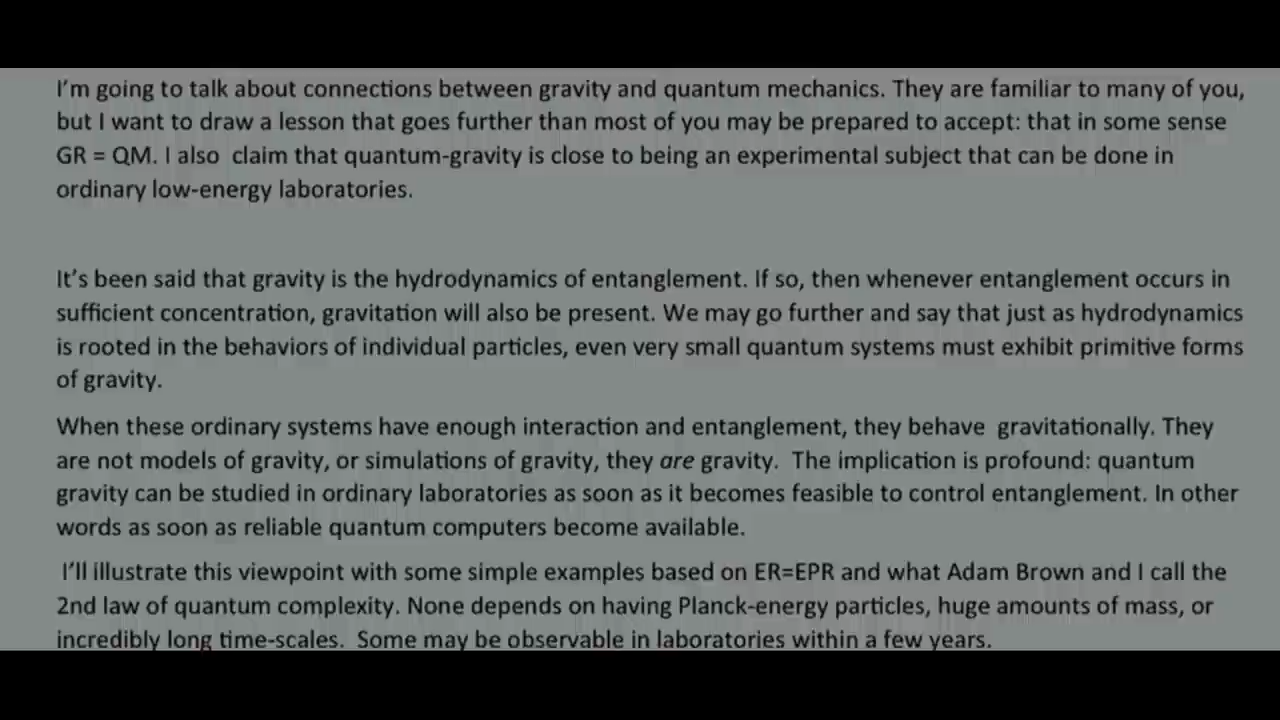 I'm going to talk about connections between gravity and quantum mechanics. They are familiar to many of you,
but I want to draw a lesson that goes further than most of you may be prepared to accept: that in some sense
GR = QM. I also  claim that quantum-gravity is close to being an experimental subject that can be done in
ordinary low-energy laboratories.
It's been said that gravity is the hydrodynamics of entanglement. If so, then whenever entanglement occurs in
sufficient concentration, gravitation will also be present. We may go further and say that just as hydrodynamics
is rooted in the behaviors of individual particles, even very small quantum systems must exhibit primitive forms
of gravity.
When these ordinary systems have enough interaction and entanglement, they behave  gravitationally. They
are not models of gravity, or simulations of gravity, they are gravity.  The implication is profound: quantum
gravity can be studied in ordinary laboratories as soon as it becomes feasible to control entanglement. In other
words as soon as reliable quantum computers become available.
I'll illustrate this viewpoint with some simple examples based on ER=EPR and what Adam Brown and I call the
2nd law of quantum complexity. None depends on having Planck-energy particles, huge amounts of mass, or
incredibly long time-scales.  Some may be observable in laboratories within a few years.